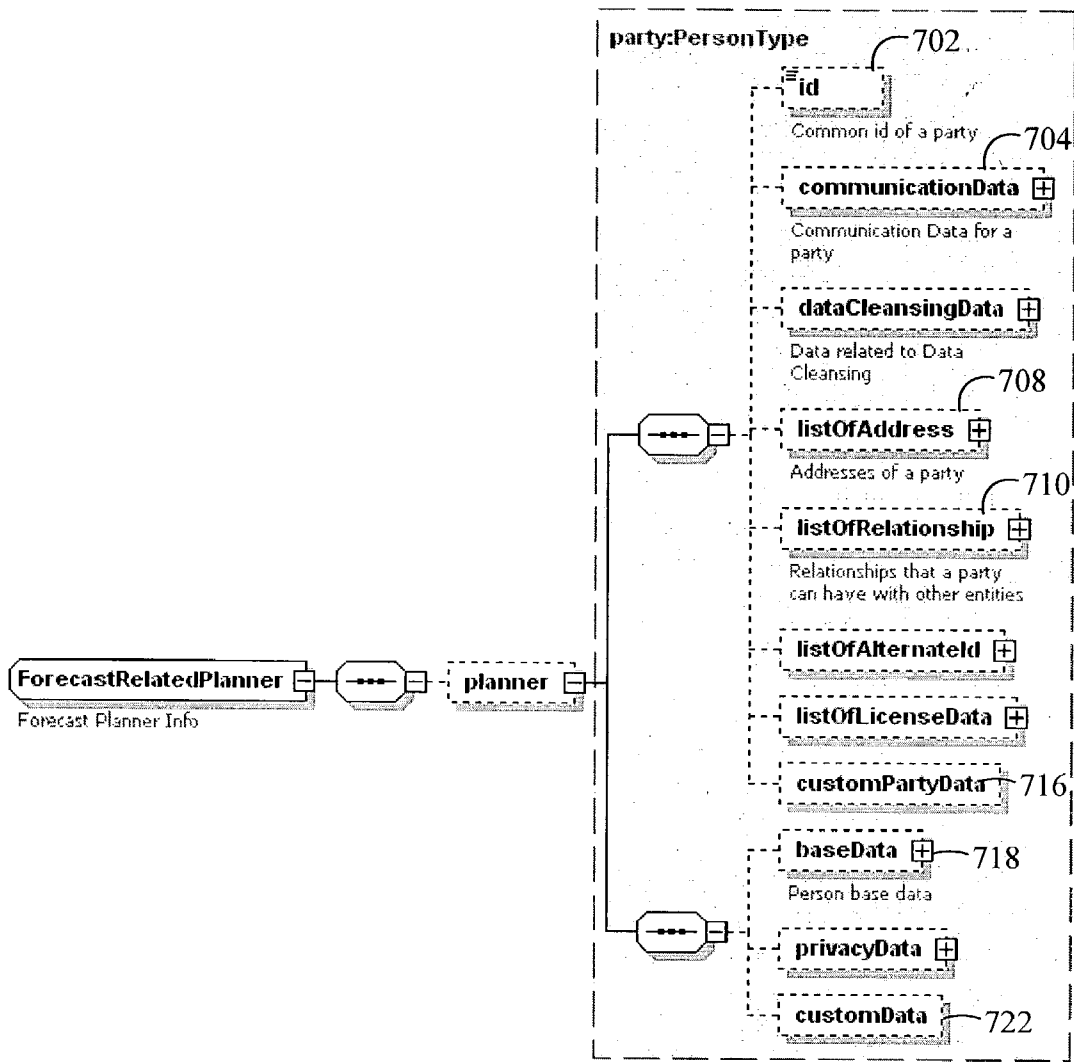 party:PersonType
702
id
Common id of a party
704
communicationData
Communication Data for a
party
dataCleansingData
Data related to Data
Cleansing
708
listOfAddress
Addresses of a party
710
listOfRelationship
Relationships that a party
can have with other entities
ForecastRelatedPlanner
Forecast Planner Info
planner
listOfAlternateId
listOfLicenseData
customPartyData
716
baseData
718
Person base data
privacyData
customData
722